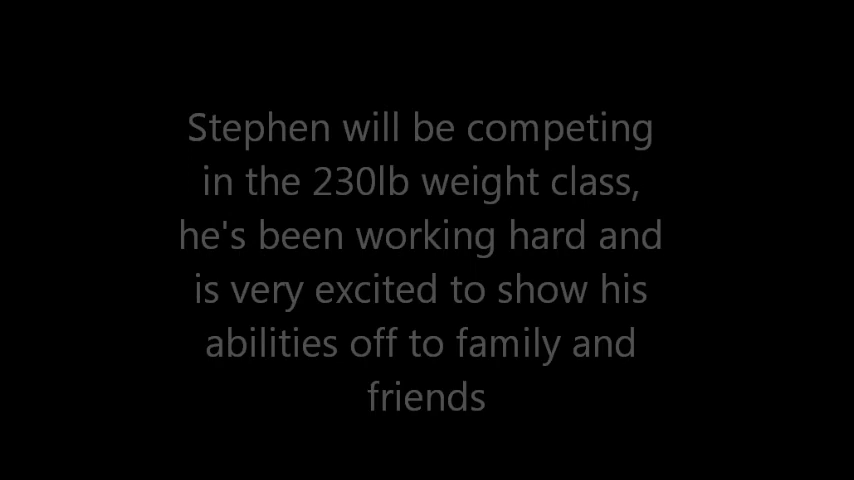 Stephen will be competing
in the 230lb weight class,
he's been working hard and
is very excited to show his
abilities off to family and
friends